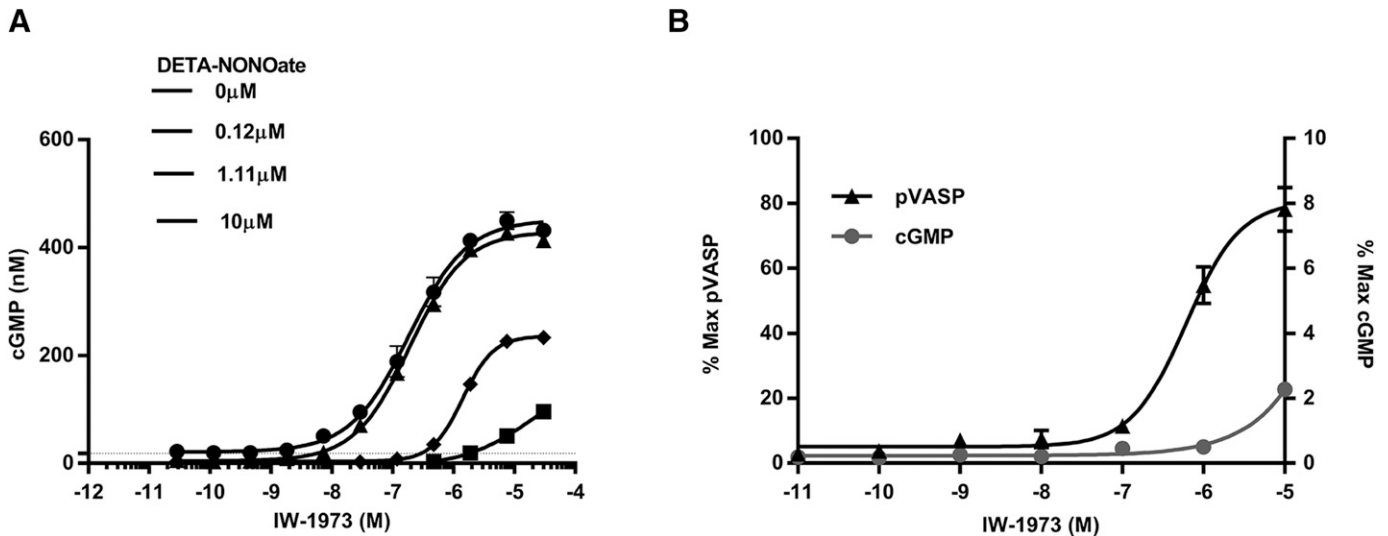 A
DETA-NONOate
0μM
0.12μM
1.11μM
10μM
600
400
200
0
cGMP (nM)
-12 -11 -10 -9 -8 -7 -6 -5 -4
IW-1973 (M)
B
100
80
60
40
20
0
% Max pVASP
pVASP
cGMP
10
8
6
4
2
0
% Max cGMP
-11 -10 -9 -8 -7 -6 -5
IW-1973 (M)